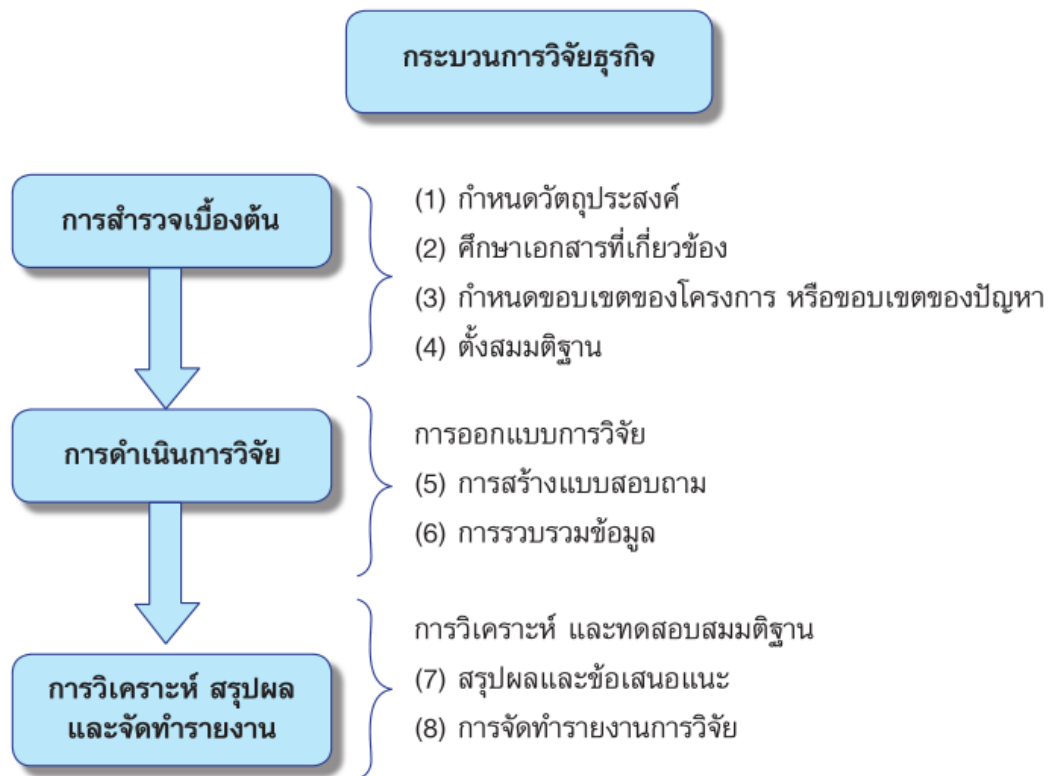 กระบวนการวิจัยธุรกิจ
การสำรวจเบื้องต้น
(1) กำหนดวัตถุประสงค์
(2) ศึกษาเอกสารที่เกี่ยวข้อง
(3) กำหนดขอบเขตของโครงการ หรือขอบเขตของปัญหา
(4) ตั้งสมมติฐาน
การดำเนินการวิจัย
การออกแบบการวิจัย
(5) การสร้างแบบสอบถาม
(6) การรวบรวมข้อมูล
การวิเคราะห์ สรุปผล
และจัดทำรายงาน
การวิเคราะห์ และทดสอบสมมติฐาน
(7) สรุปผลและข้อเสนอแนะ
(8) การจัดทำรายงานการวิจัย